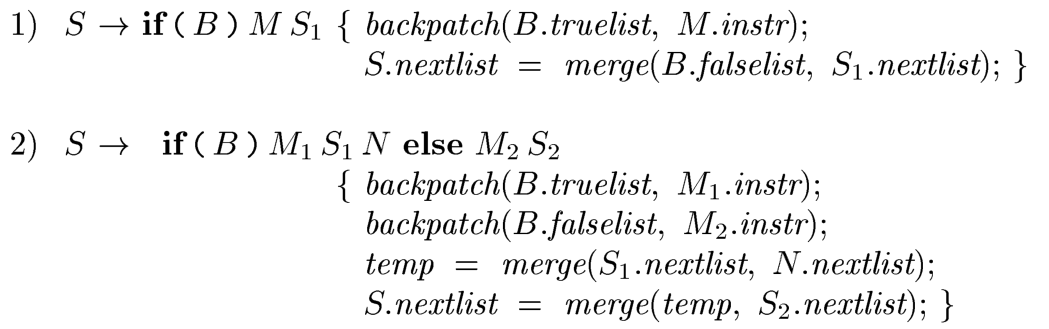 1) S → if ( B ) M S₁ { backpatch(B.truelist, M.instr);
S.nextlist = merge(B.falselist, S₁.nextlist); }
2) S → if ( B ) M₁ S₁ N else M₂ S₂
{ backpatch(B.truelist, M₁.instr);
backpatch(B.falselist, M₂.instr);
temp = merge(S₁.nextlist, N.nextlist);
S.nextlist = merge(temp, S₂.nextlist); }